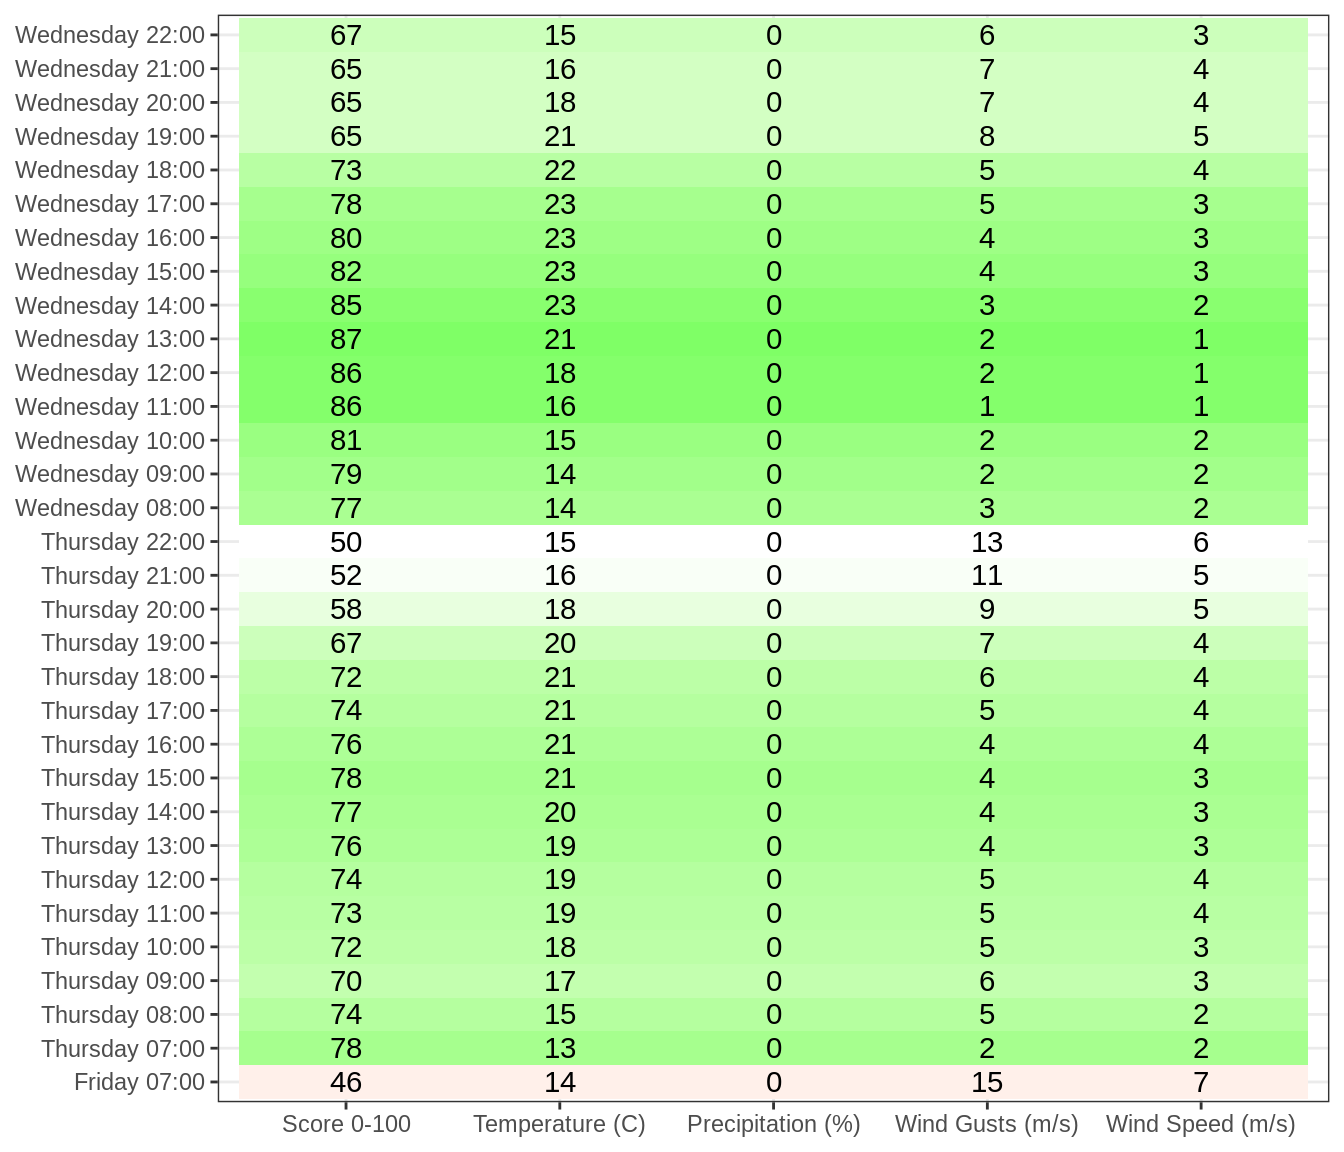 Wednesday 22:00 67 15 0 6 3
Wednesday 21:00 65 16 0 7 4
Wednesday 20:00 65 18 0 7 4
Wednesday 19:00 65 21 0 8 5
Wednesday 18:00 73 22 0 5 4
Wednesday 17:00 78 23 0 5 3
Wednesday 16:00 80 23 0 4 3
Wednesday 15:00 82 23 0 4 3
Wednesday 14:00 85 23 0 3 2
Wednesday 13:00 87 21 0 2 1
Wednesday 12:00 86 18 0 2 1
Wednesday 11:00 86 16 0 1 1
Wednesday 10:00 81 15 0 2 2
Wednesday 09:00 79 14 0 2 2
Wednesday 08:00 77 14 0 3 2
Thursday 22:00 50 15 0 13 6
Thursday 21:00 52 16 0 11 5
Thursday 20:00 58 18 0 9 5
Thursday 19:00 67 20 0 7 4
Thursday 18:00 72 21 0 6 4
Thursday 17:00 74 21 0 5 4
Thursday 16:00 76 21 0 4 4
Thursday 15:00 78 21 0 4 3
Thursday 14:00 77 20 0 4 3
Thursday 13:00 76 19 0 4 3
Thursday 12:00 74 19 0 5 4
Thursday 11:00 73 19 0 5 4
Thursday 10:00 72 18 0 5 3
Thursday 09:00 70 17 0 6 3
Thursday 08:00 74 15 0 5 2
Thursday 07:00 78 13 0 2 2
Friday 07:00 46 14 0 15 7
Score 0-100 Temperature (C) Precipitation (%) Wind Gusts (m/s) Wind Speed (m/s)